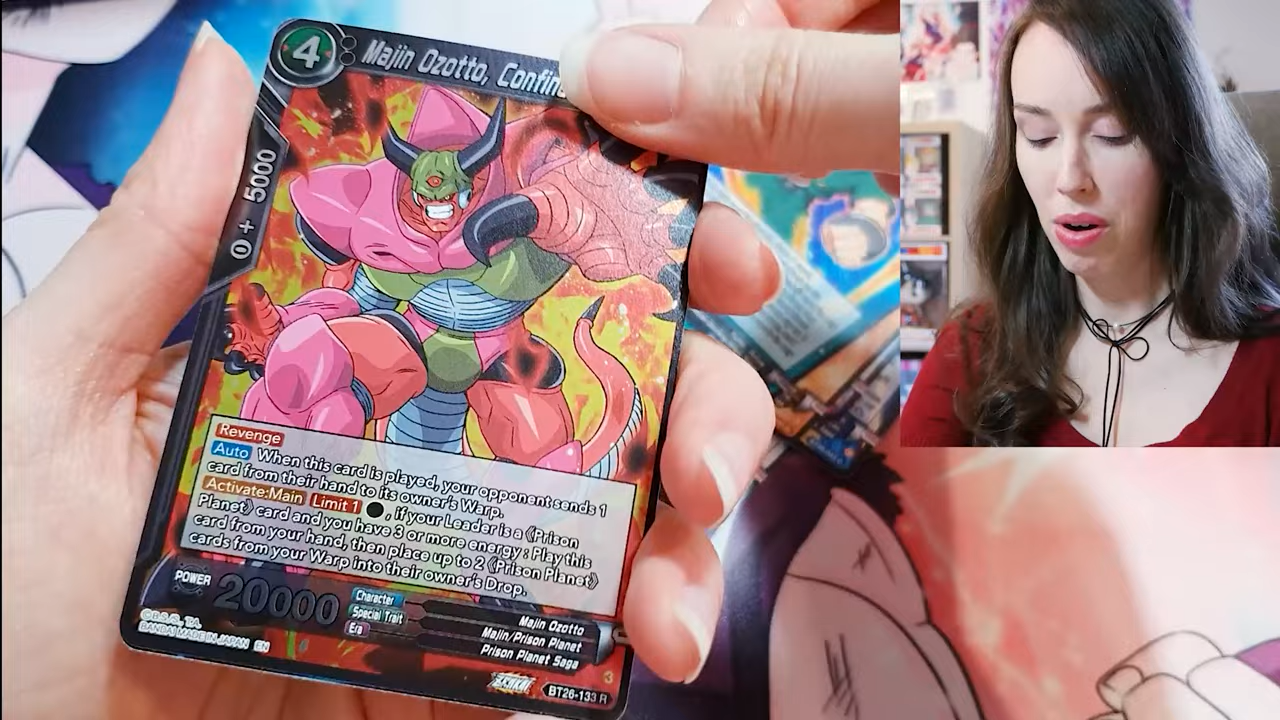 4
Majin Ozotto, Confin
0 + 5000
Revenge
Auto When this card is played, your opponent sends 1
card from their hand to its owner's Warp.
Activate:Main Limit 1 , if your Leader is a 《Prison
Planet》 card and you have 3 or more energy : Play this
card from your hand, then place up to 2 《Prison Planet》
cards from your Warp into their owner's Drop.
POWER 20000
Character Majin Ozotto
Special Trait Majin/Prison Planet
Era Prison Planet Saga
©B.S./S., T.A.
BANDAI MADE IN JAPAN EN
3
BT26-133 R